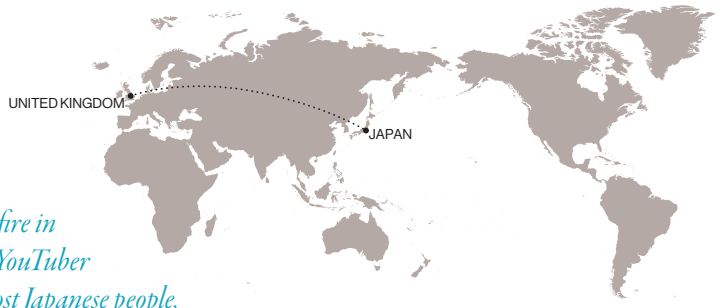 UNITED KINGDOM
JAPAN
fire in
YouTuber
ost Japanese people,